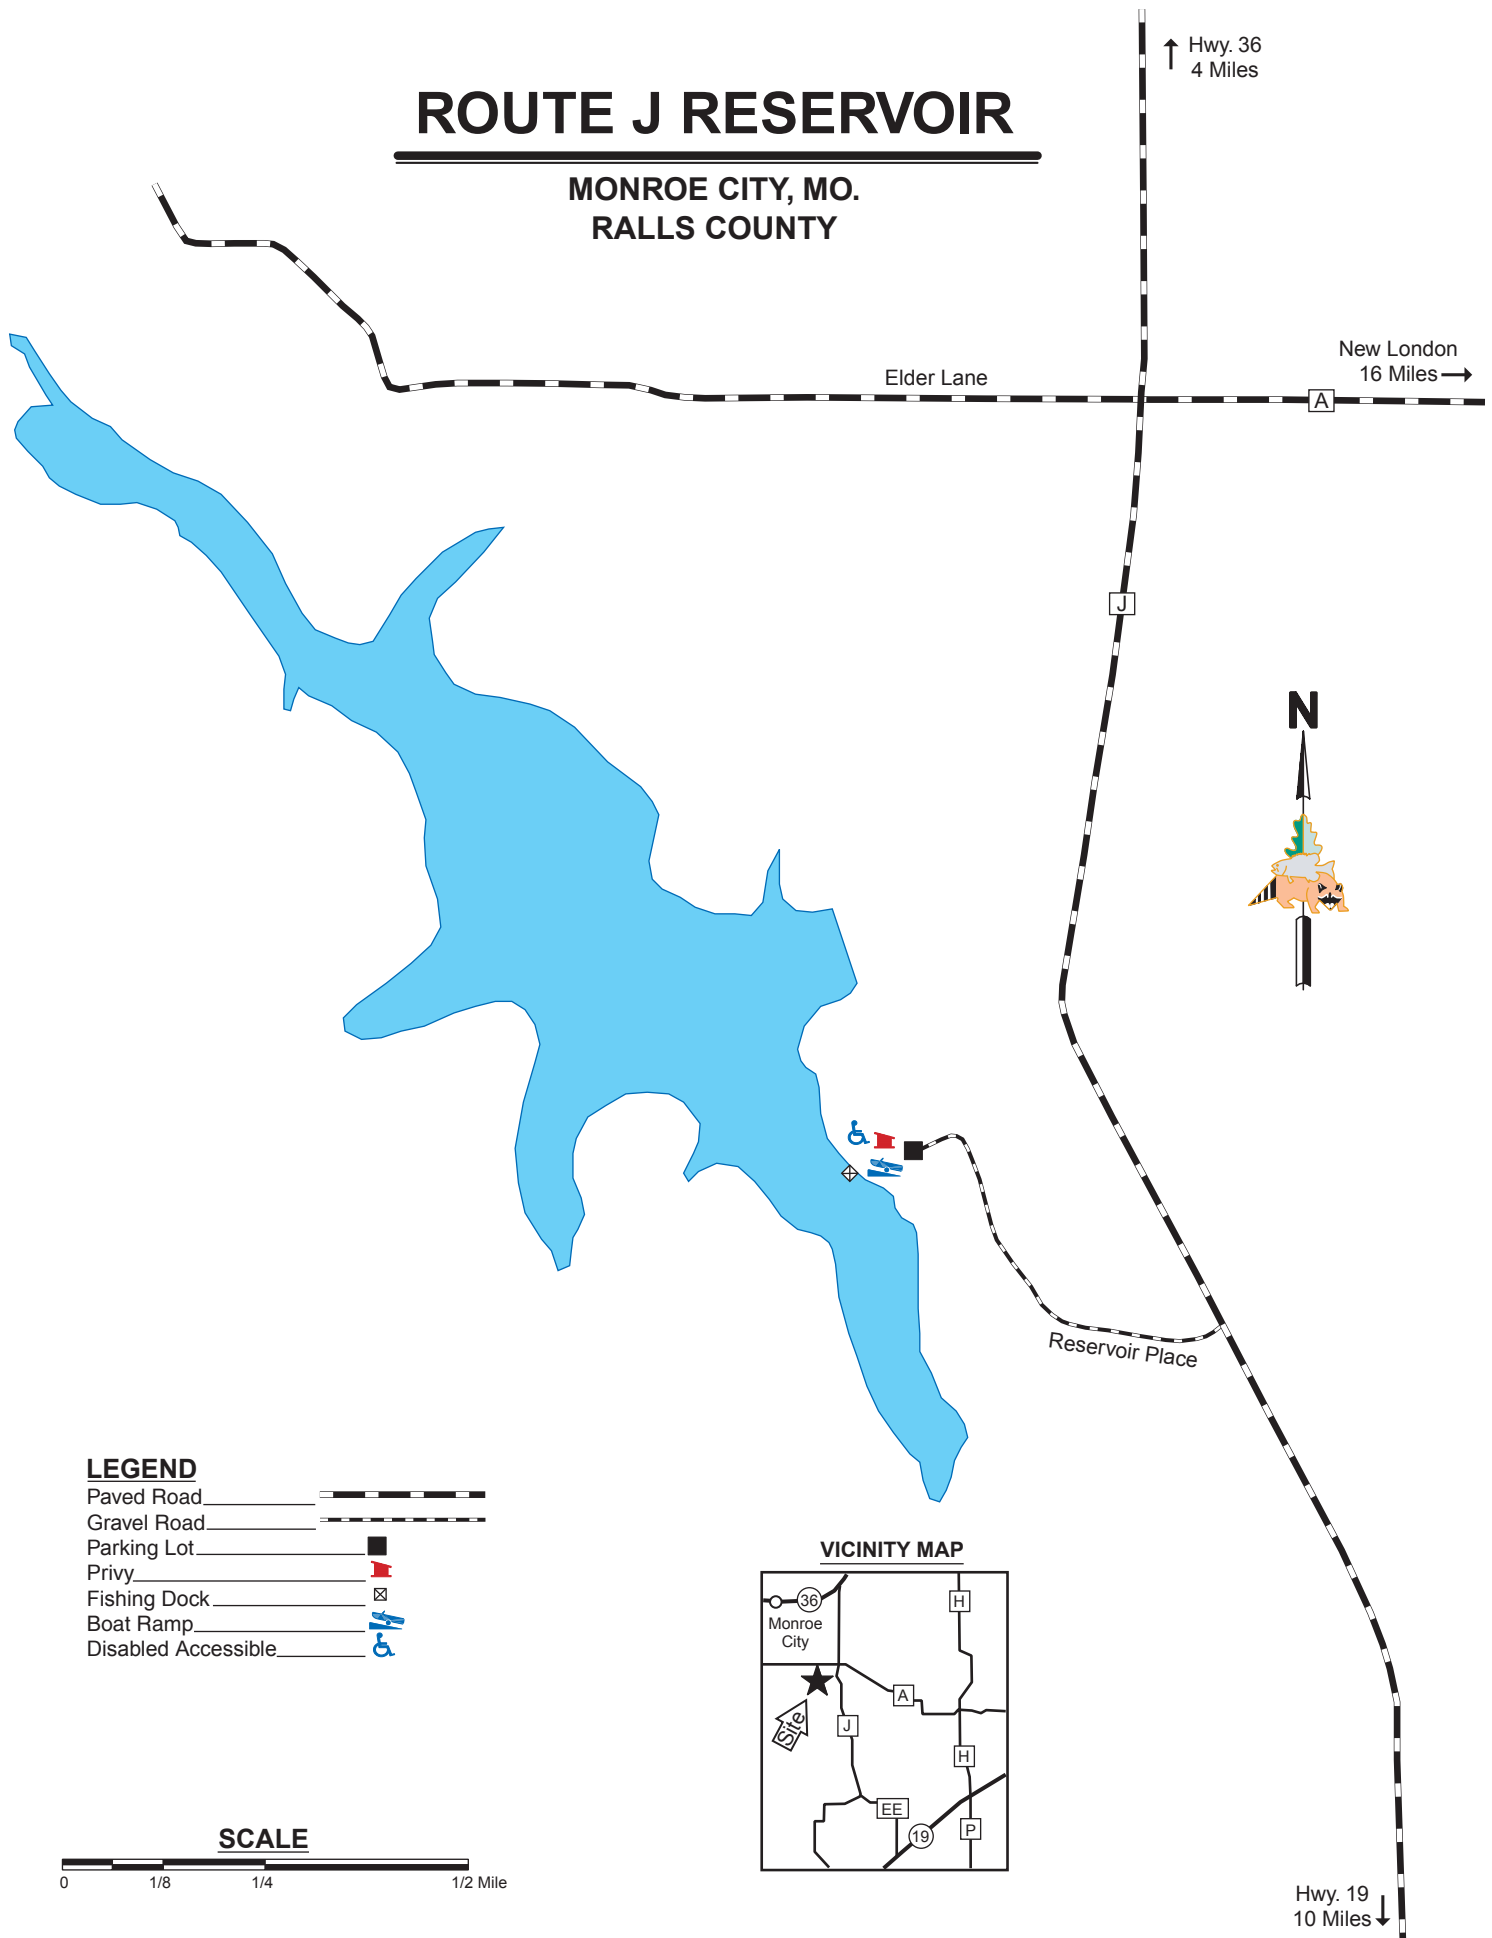 Hwy. 36
4 Miles
ROUTE J RESERVOIR
MONROE CITY, MO.
RALLS COUNTY
New London
16 Miles
Elder Lane
A
J
N
Reservoir Place
LEGEND
Paved Road
Gravel Road
Parking Lot
Privy
Fishing Dock
Boat Ramp
Disabled Accessible
VICINITY MAP
36
H
Monroe
City
A
Site
J
H
EE
19
P
SCALE
0 1/8 1/4 1/2 Mile
Hwy. 19
10 Miles